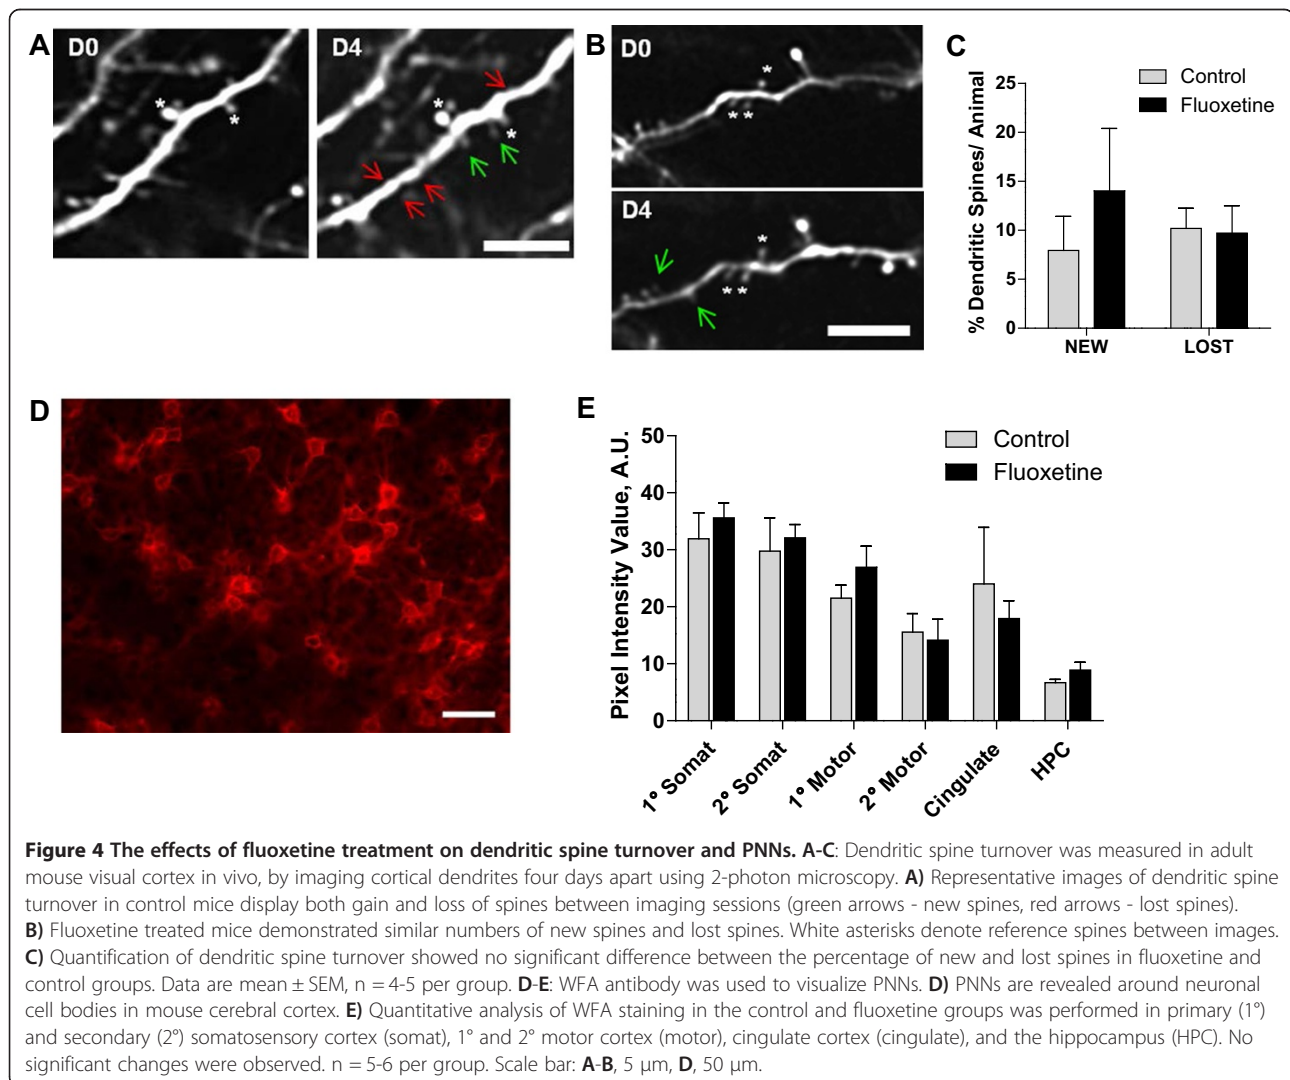 A
D0
D4
*
*
*
*
B
D0
*
* *
D4
*
* *
C
Control
Fluoxetine
% Dendritic Spines/ Animal
25
20
15
10
5
0
NEW
LOST
D
E
Control
Fluoxetine
Pixel Intensity Value, A.U.
50
40
30
20
10
0
1° Somat
2° Somat
1° Motor
2° Motor
Cingulate
HPC
Figure 4 The effects of fluoxetine treatment on dendritic spine turnover and PNNs. A-C: Dendritic spine turnover was measured in adult
mouse visual cortex in vivo, by imaging cortical dendrites four days apart using 2-photon microscopy. A) Representative images of dendritic spine
turnover in control mice display both gain and loss of spines between imaging sessions (green arrows - new spines, red arrows - lost spines).
B) Fluoxetine treated mice demonstrated similar numbers of new spines and lost spines. White asterisks denote reference spines between images.
C) Quantification of dendritic spine turnover showed no significant difference between the percentage of new and lost spines in fluoxetine and
control groups. Data are mean ± SEM, n = 4-5 per group. D-E: WFA antibody was used to visualize PNNs. D) PNNs are revealed around neuronal
cell bodies in mouse cerebral cortex. E) Quantitative analysis of WFA staining in the control and fluoxetine groups was performed in primary (1°)
and secondary (2°) somatosensory cortex (somat), 1° and 2° motor cortex (motor), cingulate cortex (cingulate), and the hippocampus (HPC). No
significant changes were observed. n = 5-6 per group. Scale bar: A-B, 5 μm, D, 50 μm.